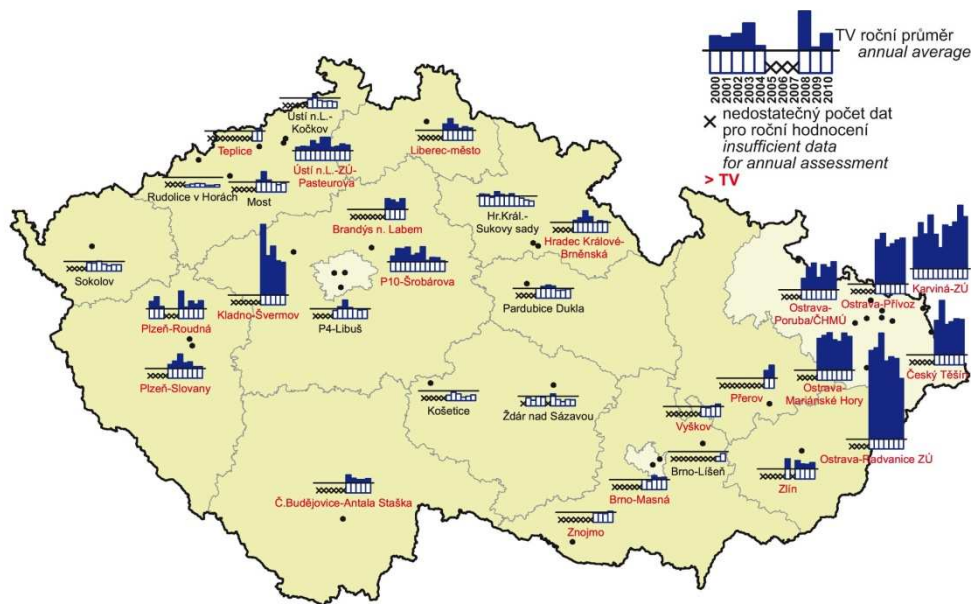 TV roční průměr
annual average
2000
2001
2002
2003
2004
2005
2006
2007
2008
2009
2010
nedostatečný počet dat
pro roční hodnocení
insufficient data
for annual assessment
> TV
Ústí n.L.-
Kočkov
Teplice
Ústí n.L.-ZÚ-
Pasteurova
Liberec-město
Rudolice v Horách
Most
Brandýs n. Labem
Hr.Král.-
Sukovy sady
Hradec Králové-
Brněnská
Sokolov
Kladno-Švermov
P10-Šrobárova
Plzeň-Roudná
P4-Libuš
Pardubice Dukla
Ostrava-
Poruba/ČHMÚ
Ostrava-Přívoz
Karviná-ZÚ
Plzeň-Slovany
Košetice
Žďár nad Sázavou
Přerov
Ostrava-
Mariánské Hory
Český Těšín
Vyškov
Ostrava-Radvanice ZÚ
Č.Budějovice-Antala Staška
Brno-Masná
Brno-Líšeň
Zlín
Znojmo